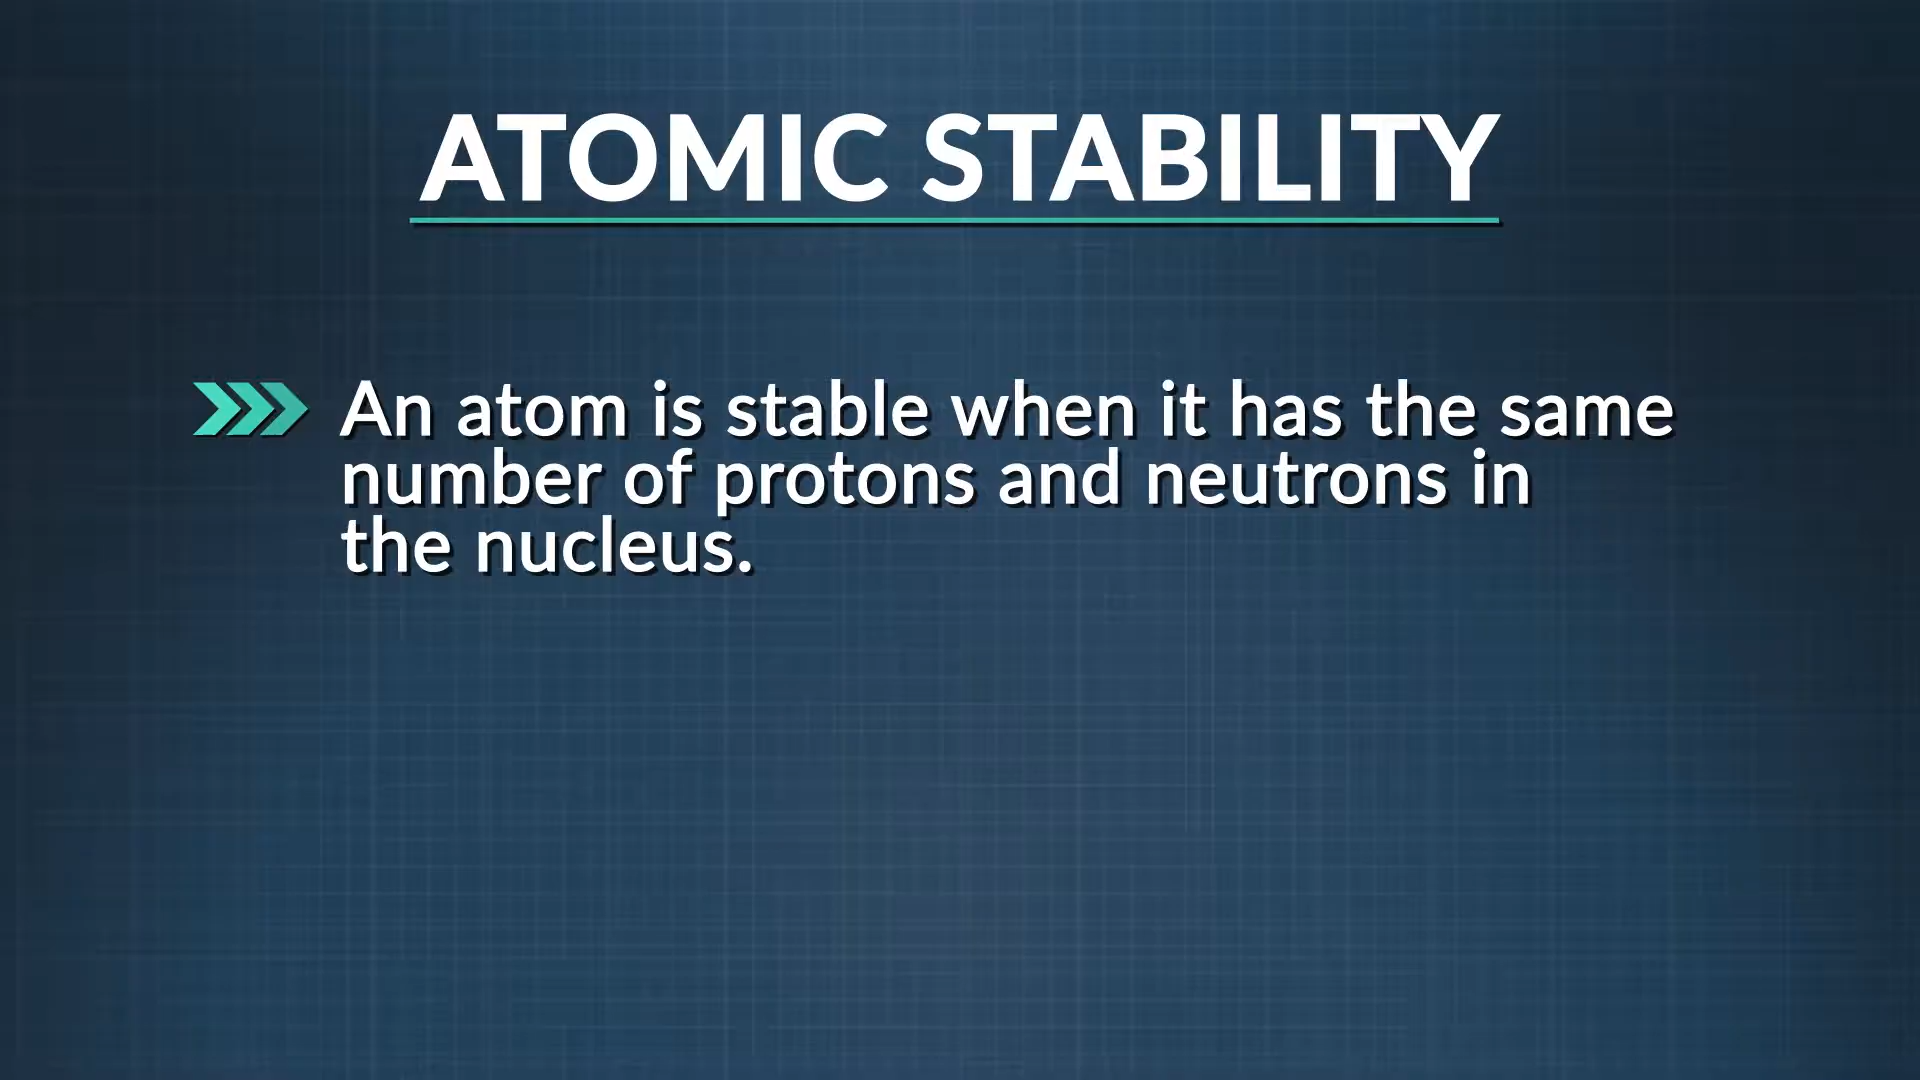 ATOMIC STABILITY
An atom is stable when it has the same
number of protons and neutrons in
the nucleus.